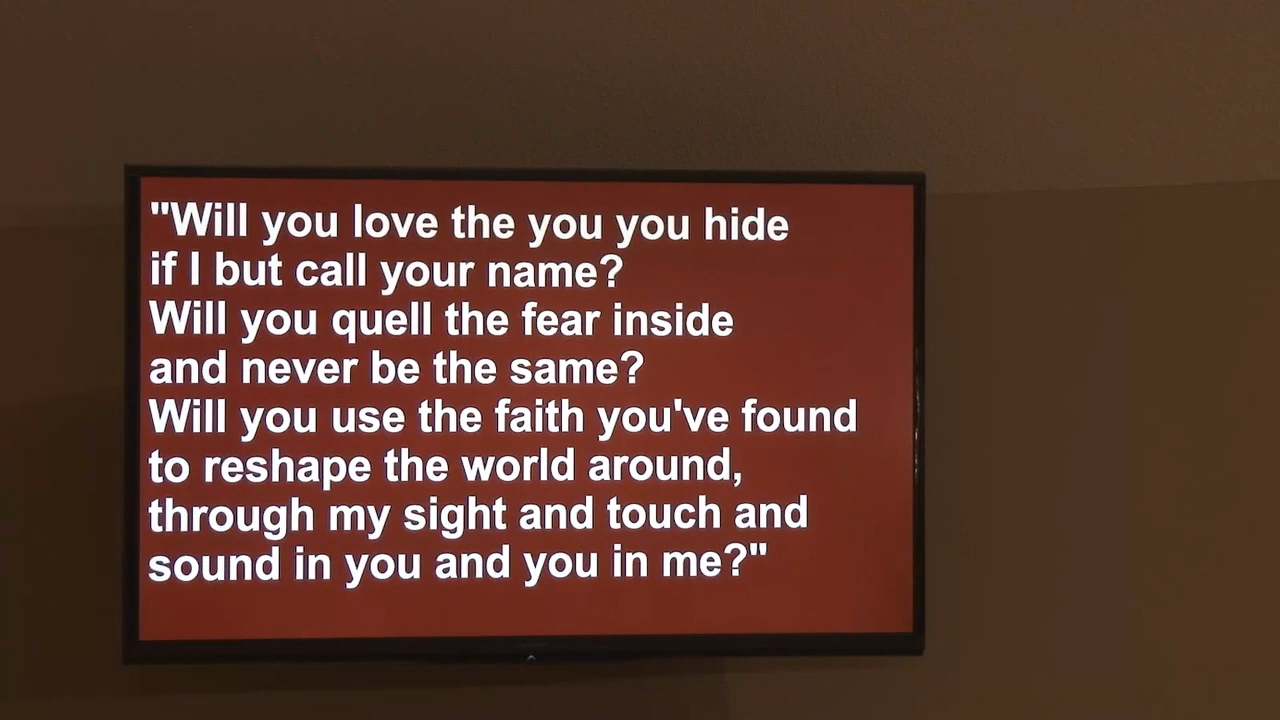 "Will you love the you you hide
if I but call your name?
Will you quell the fear inside
and never be the same?
Will you use the faith you've found
to reshape the world around,
through my sight and touch and
sound in you and you in me?"